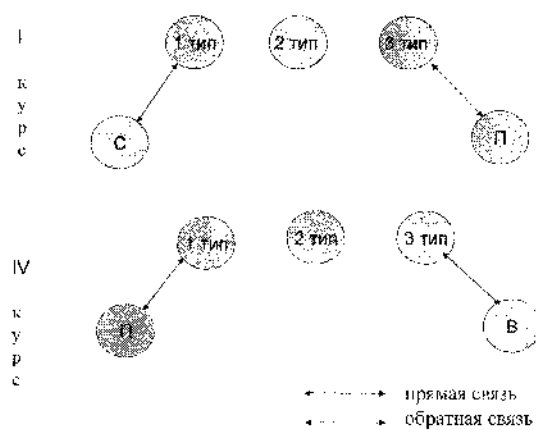 I
1 тип
2 тип
3 тип
к
у
р
с
С
П
IV
1 тип
2 тип
3 тип
к
у
р
с
П
В
прямая связь
обратная связь